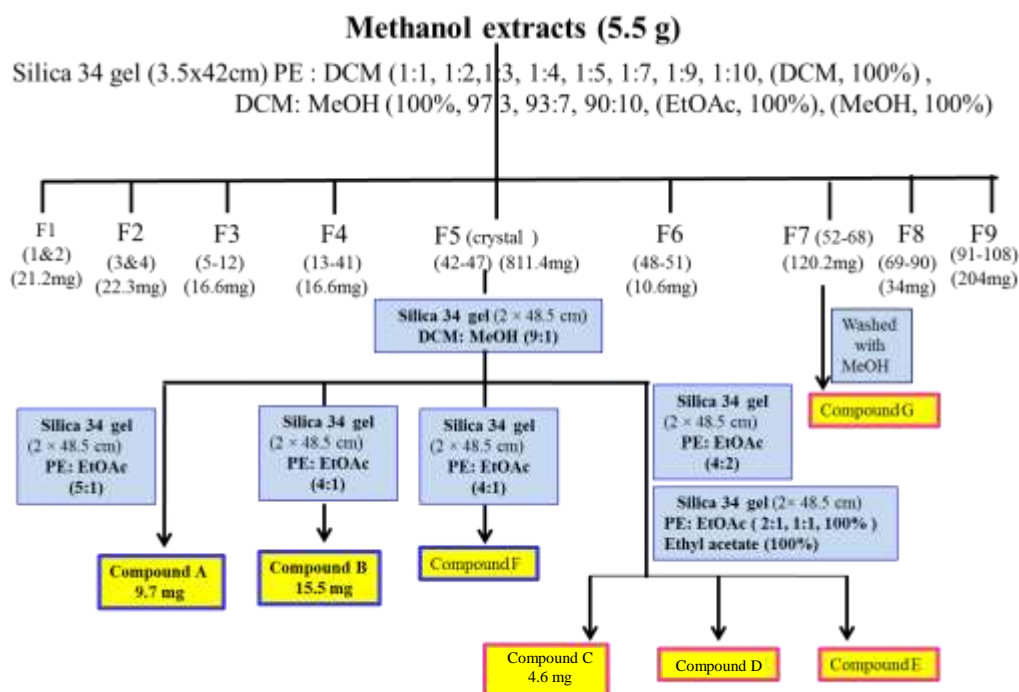 Methanol extracts (5.5 g)
Silica 34 gel (3.5x42cm) PE : DCM (1:1, 1:2,1:3, 1:4, 1:5, 1:7, 1:9, 1:10, (DCM, 100%) ,
DCM: MeOH (100%, 97:3, 93:7, 90:10, (EtOAc, 100%), (MeOH, 100%)
F1
(1&2)
(21.2mg)
F2
(3&4)
(22.3mg)
F3
(5-12)
(16.6mg)
F4
(13-41)
(16.6mg)
F5 (crystal )
(42-47) (811.4mg)
F6
(48-51)
(10.6mg)
F7 (52-68)
(120.2mg)
F8
(69-90)
(34mg)
F9
(91-108)
(204mg)
Silica 34 gel (2 × 48.5 cm)
DCM: MeOH (9:1)
Washed
with
MeOH
Silica 34 gel
(2 × 48.5 cm)
PE: EtOAc
(5:1)
Silica 34 gel
(2 × 48.5 cm)
PE: EtOAc
(4:1)
Silica 34 gel
(2 × 48.5 cm)
PE: EtOAc
(4:1)
Silica 34 gel
(2 × 48.5 cm)
PE: EtOAc
(4:2)
Compound G
Silica 34 gel (2× 48.5 cm)
PE: EtOAc ( 2:1, 1:1, 100% )
Ethyl acetate (100%)
Compound A
9.7 mg
Compound B
15.5 mg
Compound F
Compound C
4.6 mg
Compound D
Compound E